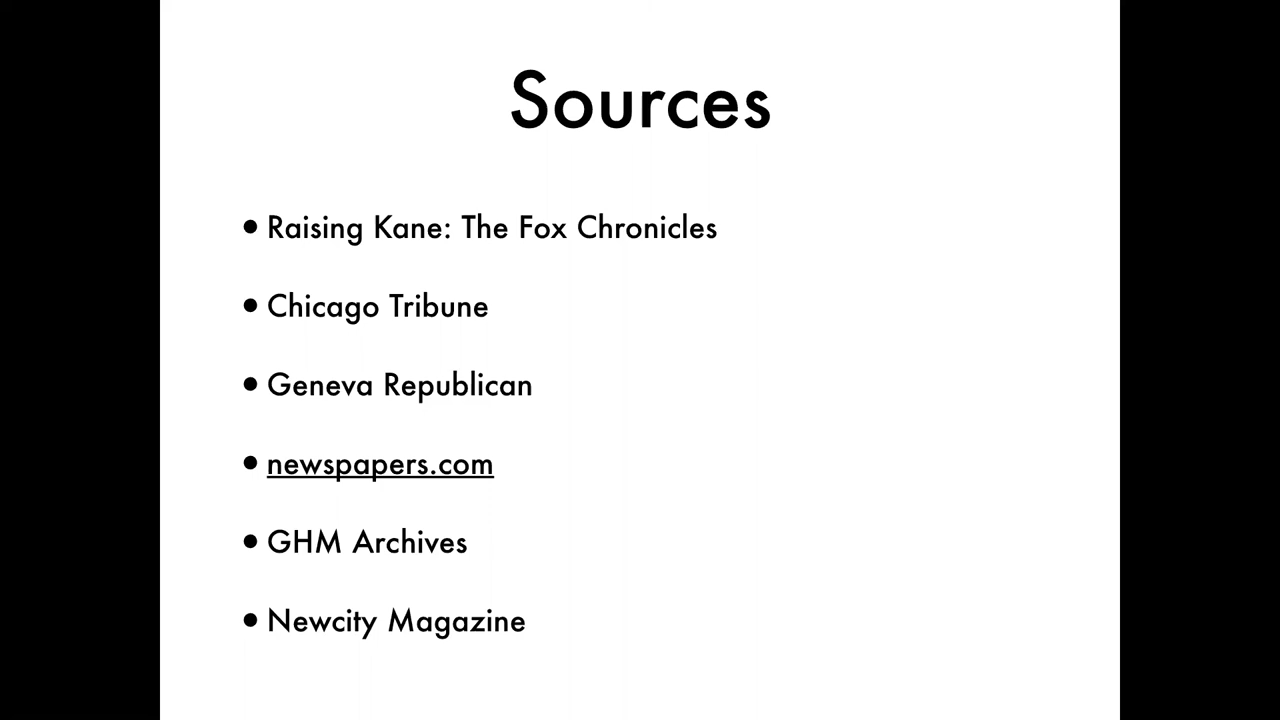 Sources
• Raising Kane: The Fox Chronicles
• Chicago Tribune
• Geneva Republican
• newspapers.com
• GHM Archives
• Newcity Magazine